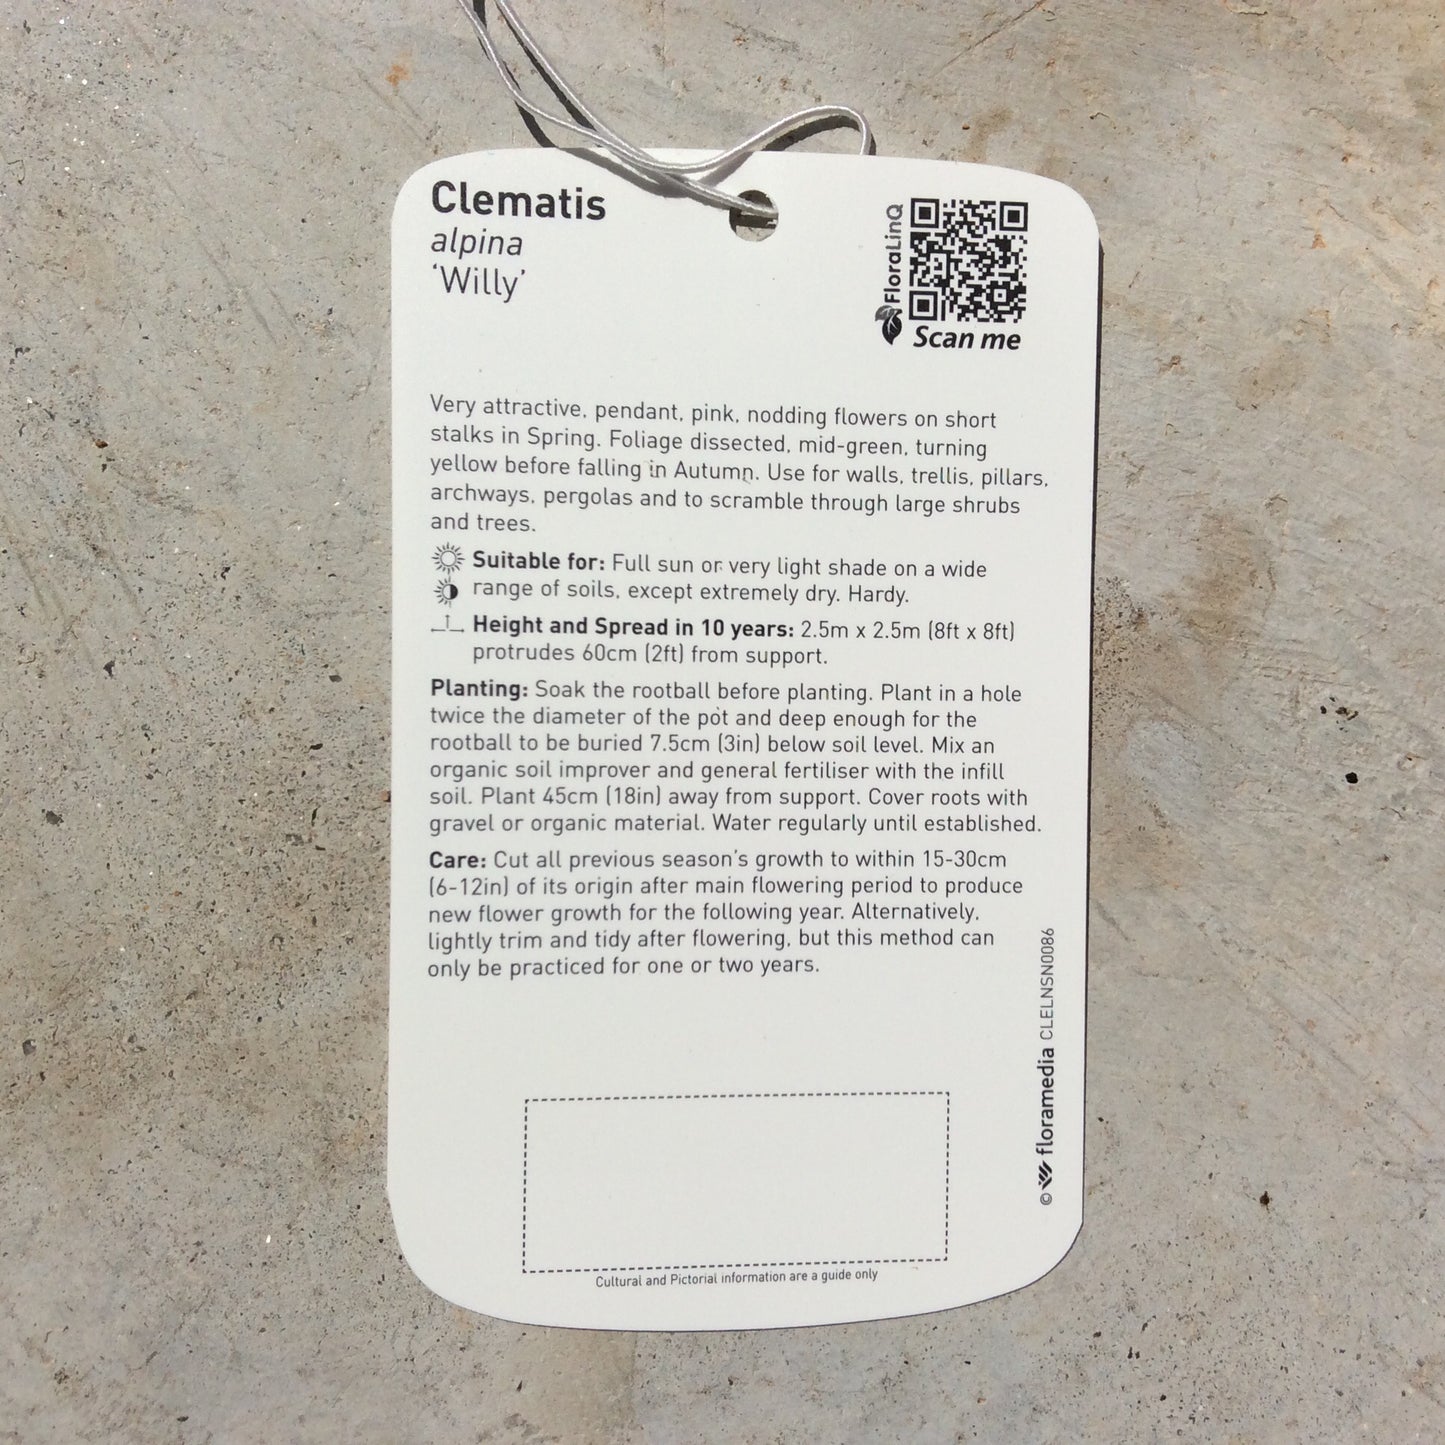 Clematis
alpina
‘Willy’
FloraLinQ
Scan me
Very attractive, pendant, pink, nodding flowers on short
stalks in Spring. Foliage dissected, mid-green, turning
yellow before falling in Autumn. Use for walls, trellis, pillars,
archways, pergolas and to scramble through large shrubs
and trees.
Suitable for: Full sun or very light shade on a wide
range of soils, except extremely dry. Hardy.
Height and Spread in 10 years: 2.5m x 2.5m (8ft x 8ft)
protrudes 60cm (2ft) from support.
Planting: Soak the rootball before planting. Plant in a hole
twice the diameter of the pot and deep enough for the
rootball to be buried 7.5cm (3in) below soil level. Mix an
organic soil improver and general fertiliser with the infill
soil. Plant 45cm (18in) away from support. Cover roots with
gravel or organic material. Water regularly until established.
Care: Cut all previous season’s growth to within 15-30cm
(6-12in) of its origin after main flowering period to produce
new flower growth for the following year. Alternatively,
lightly trim and tidy after flowering, but this method can
only be practiced for one or two years.
© floramedia CLELNSN0086
Cultural and Pictorial information are a guide only